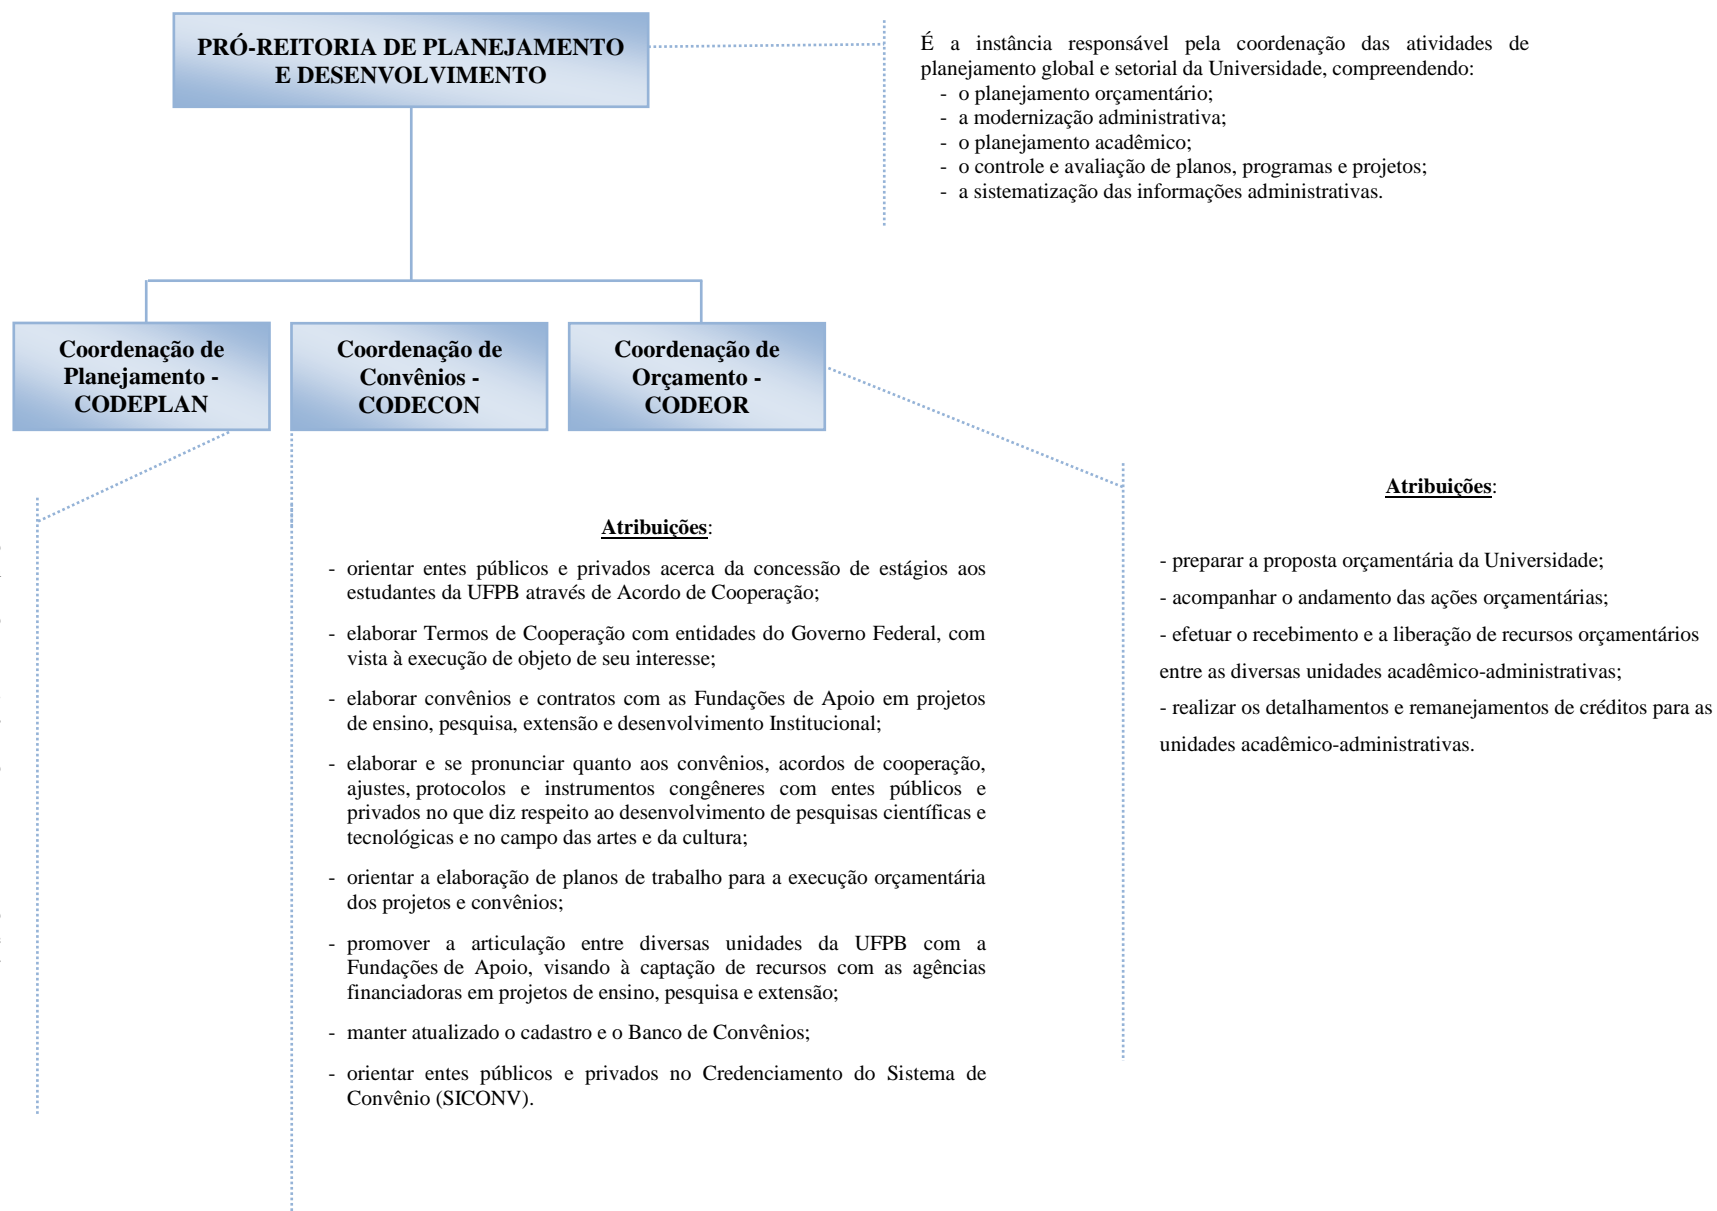 PRÓ-REITORIA DE PLANEJAMENTO
E DESENVOLVIMENTO
É a instância responsável pela coordenação das atividades de
planejamento global e setorial da Universidade, compreendendo:
- o planejamento orçamentário;
- a modernização administrativa;
- o planejamento acadêmico;
- o controle e avaliação de planos, programas e projetos;
- a sistematização das informações administrativas.
Coordenação de
Planejamento -
CODEPLAN
Coordenação de
Convênios -
CODECON
Coordenação de
Orçamento -
CODEOR
Atribuições:
- orientar entes públicos e privados acerca da concessão de estágios aos
estudantes da UFPB através de Acordo de Cooperação;
- elaborar Termos de Cooperação com entidades do Governo Federal, com
vista à execução de objeto de seu interesse;
- elaborar convênios e contratos com as Fundações de Apoio em projetos
de ensino, pesquisa, extensão e desenvolvimento Institucional;
- elaborar e se pronunciar quanto aos convênios, acordos de cooperação,
ajustes, protocolos e instrumentos congêneres com entes públicos e
privados no que diz respeito ao desenvolvimento de pesquisas científicas e
tecnológicas e no campo das artes e da cultura;
- orientar a elaboração de planos de trabalho para a execução orçamentária
dos projetos e convênios;
- promover a articulação entre diversas unidades da UFPB com a
Fundações de Apoio, visando à captação de recursos com as agências
financiadoras em projetos de ensino, pesquisa e extensão;
- manter atualizado o cadastro e o Banco de Convênios;
- orientar entes públicos e privados no Credenciamento do Sistema de
Convênio (SICONV).
Atribuições:
- preparar a proposta orçamentária da Universidade;
- acompanhar o andamento das ações orçamentárias;
- efetuar o recebimento e a liberação de recursos orçamentários
entre as diversas unidades acadêmico-administrativas;
- realizar os detalhamentos e remanejamentos de créditos para as
unidades acadêmico-administrativas.